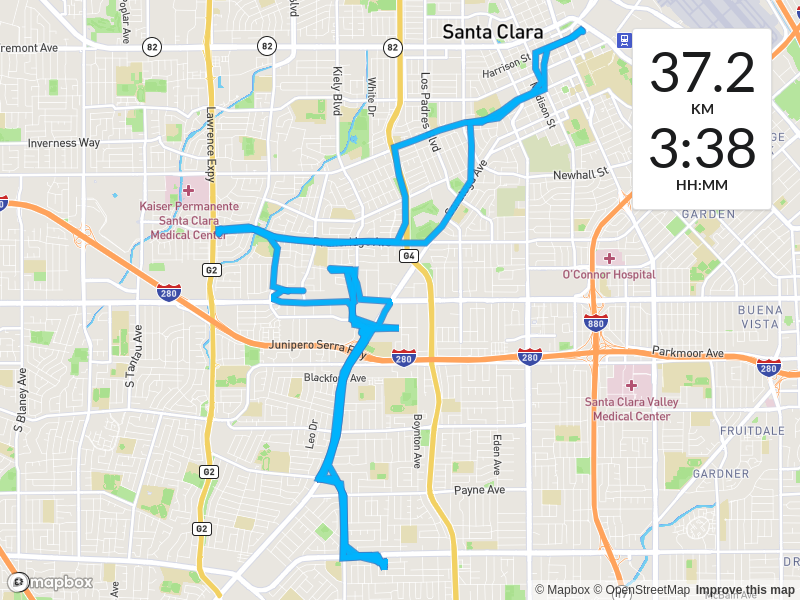 Santa Clara
Poplar Ave
Blvd
82
82
82
Kiely Blvd
White Dr
Los Padres
Blvd
Harrison St
Madison St
37.2
KM
3:38
HH:MM
Lawrence Expy
Inverness Way
Newhall St
GARDEN
Kaiser Permanente
Santa Clara
Medical Center
G2
G4
O'Connor Hospital
280
BUENA
VISTA
880
S Tantau Ave
Junipero Serra Fwy
280
280
280
Parkmoor Ave
S Blaney Ave
Blackford Ave
Santa Clara Valley
Medical Center
Leo Dr
Boynton Ave
Eden Ave
FRUITDALE
G2
GARDNER
Payne Ave
G2
Ave
mapbox
© Mapbox © OpenStreetMap Improve this map